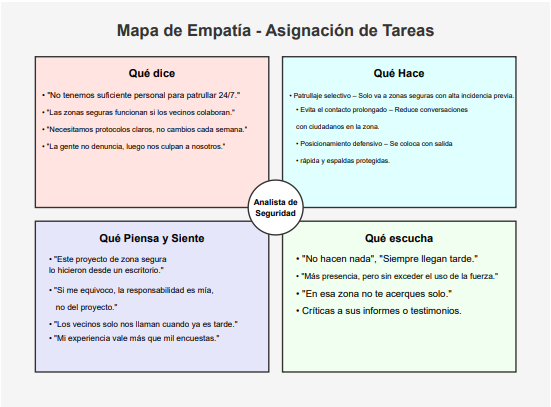 Mapa de Empatía - Asignación de Tareas
Qué dice
• "No tenemos suficiente personal para patrullar 24/7."
• "Las zonas seguras funcionan si los vecinos colaboran."
• "Necesitamos protocolos claros, no cambios cada semana."
• "La gente no denuncia, luego nos culpan a nosotros."
Qué Hace
• Patrullaje selectivo – Solo va a zonas seguras con alta incidencia previa.
• Evita el contacto prolongado – Reduce conversaciones
con ciudadanos en la zona.
• Posicionamiento defensivo – Se coloca con salida
• rápida y espaldas protegidas.
Analista de
Seguridad
Qué Piensa y Siente
• "Este proyecto de zona segura
lo hicieron desde un escritorio."
• "Si me equivoco, la responsabilidad es mía,
no del proyecto."
• "Los vecinos solo nos llaman cuando ya es tarde."
• "Mi experiencia vale más que mil encuestas."
Qué escucha
• "No hacen nada", "Siempre llegan tarde."
• "Más presencia, pero sin exceder el uso de la fuerza."
• "En esa zona no te acerques solo."
• Críticas a sus informes o testimonios.